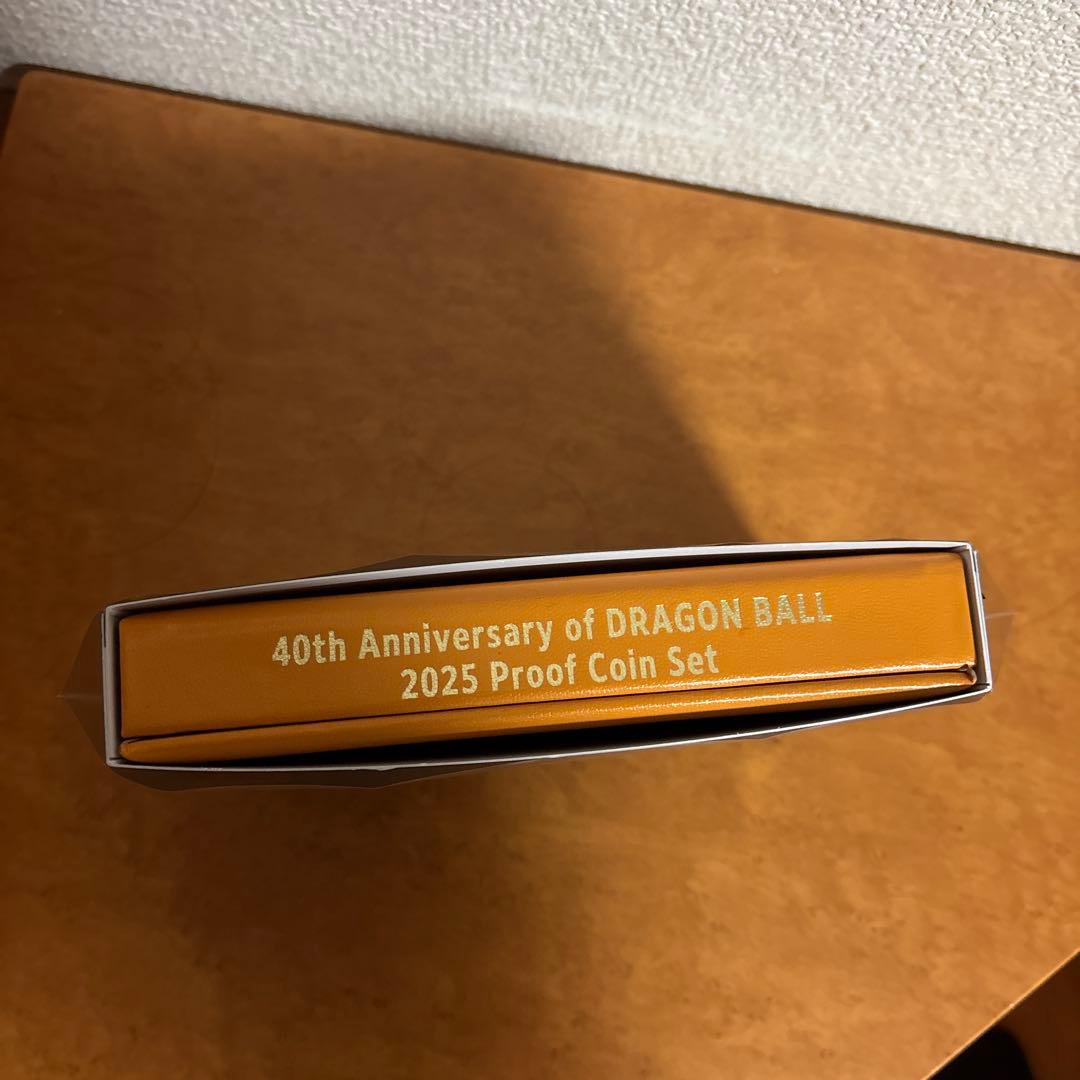 40th Anniversary of DRAGON BALL
2025 Proof Coin Set